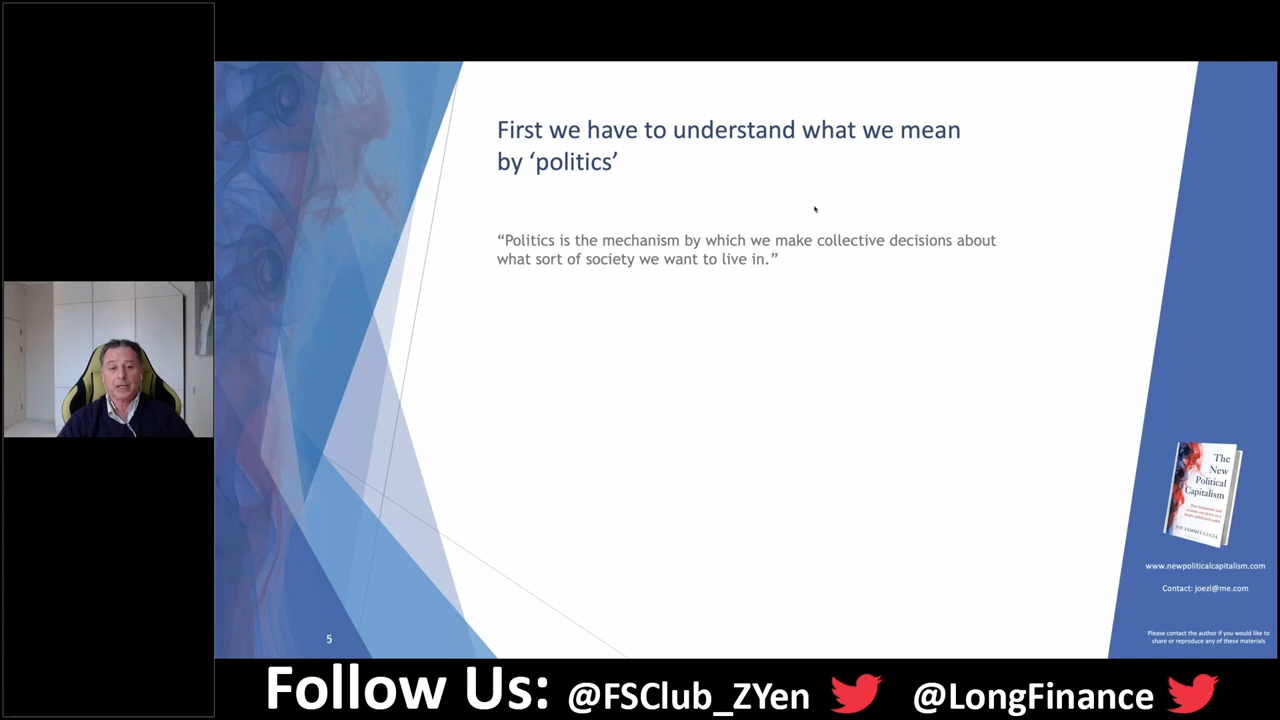 First we have to understand what we mean
by ‘politics’
“Politics is the mechanism by which we make collective decisions about
what sort of society we want to live in.”
The
New
Political
Capitalism
JOE ZAMMIT-LUCIA
www.newpoliticalcapitalism.com
Contact: joezl@me.com
Please contact the author if you would like to
share or reproduce any of these materials
5
Follow Us: @FSClub_ZYen @LongFinance